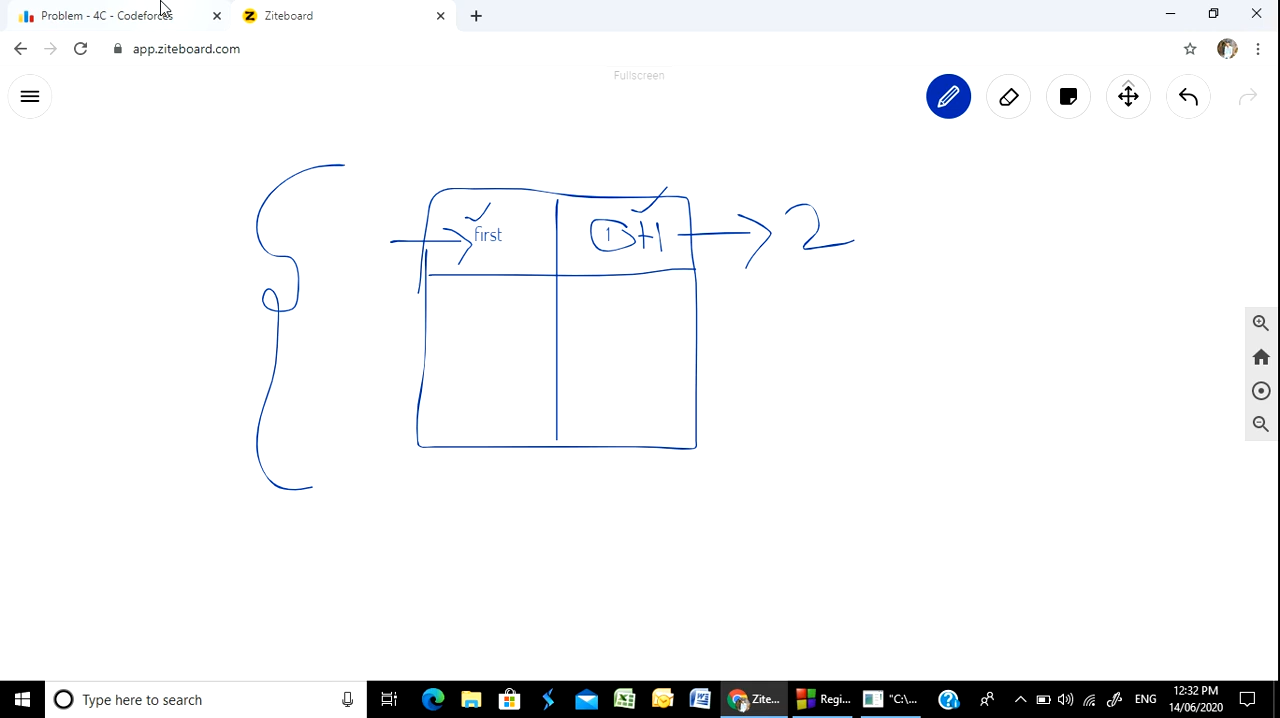 Problem - 4C - Codeforces
Ziteboard
app.ziteboard.com
Fullscreen
first 1 +1 2
Type here to search
Zite...
Regi...
"C:\...
ENG
12:32 PM
14/06/2020